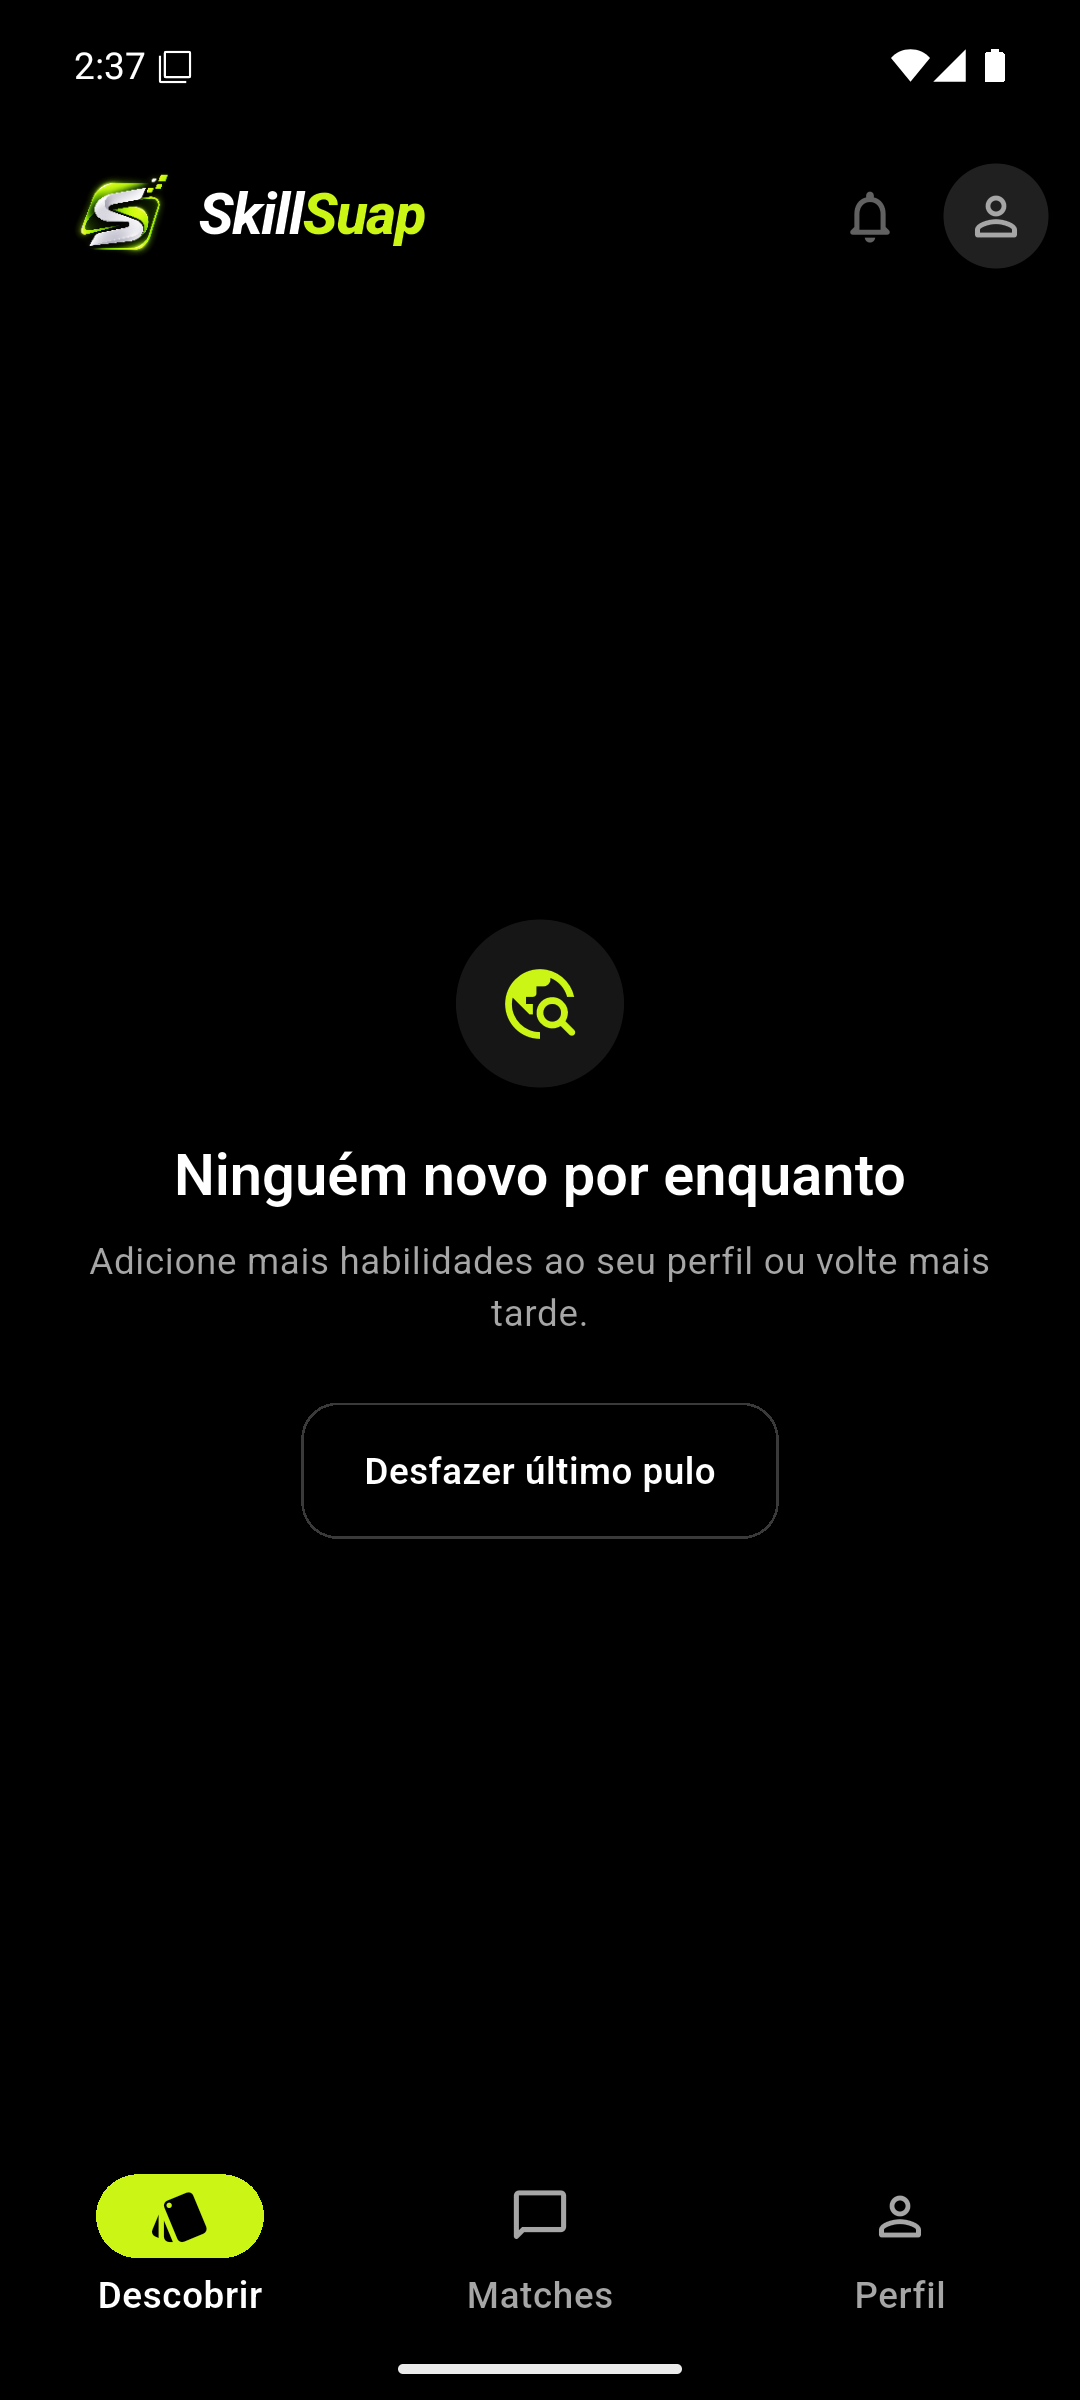 2:37
SkillSuap
Ninguém novo por enquanto
Adicione mais habilidades ao seu perfil ou volte mais
tarde.
Desfazer último pulo
Descobrir
Matches
Perfil